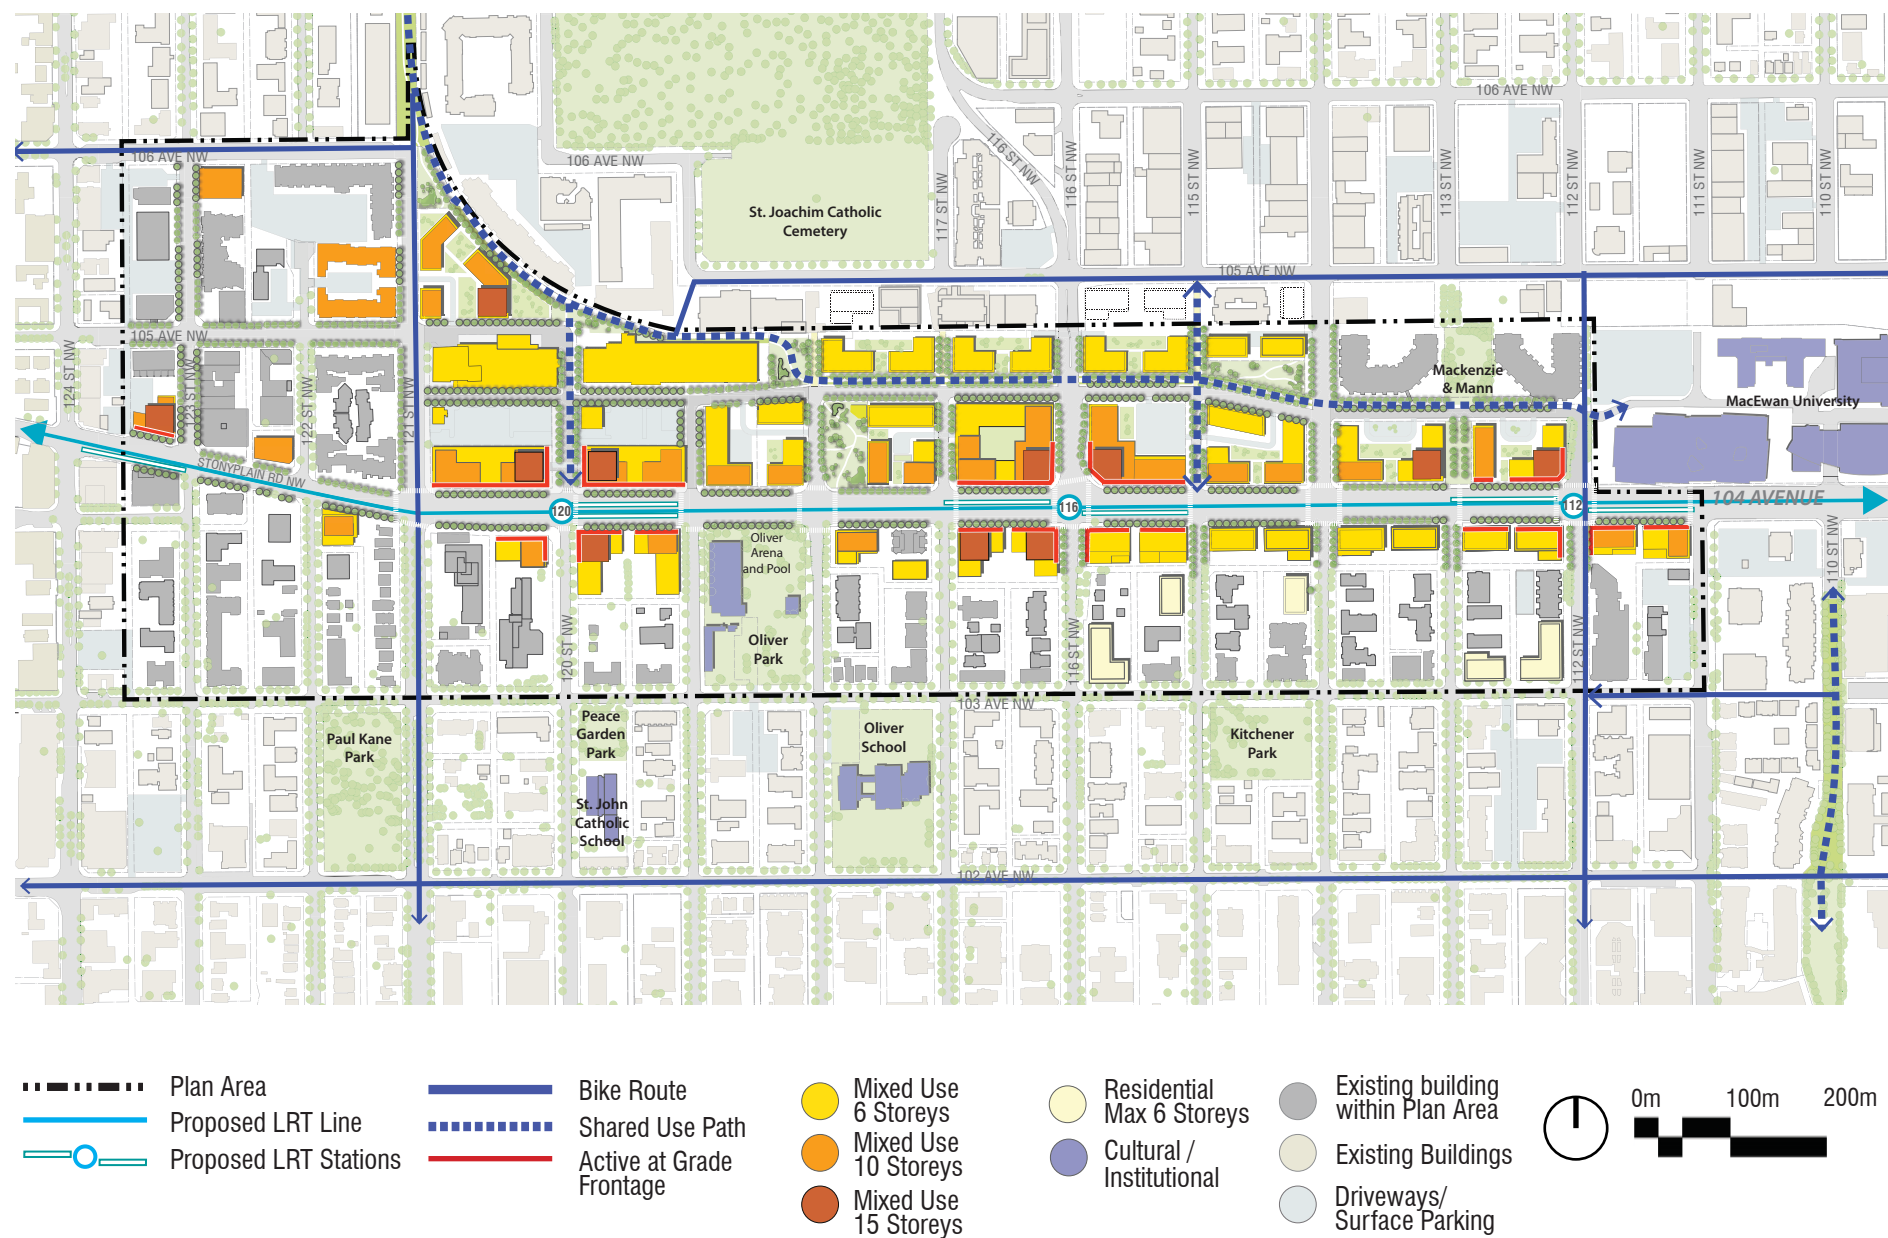 106 AVE NW
106 AVE NW
106 AVE NW
116 ST NW
116 ST NW
115 ST NW
113 ST NW
112 ST NW
111 ST NW
110 ST NW
117 ST NW
St. Joachim Catholic
Cemetery
105 AVE NW
105 AVE NW
124 ST NW
123 ST NW
122 ST NW
121 ST NW
Mackenzie
& Mann
MacEwan University
STONYPLAIN RD NW
120
116
112
104 AVENUE
110 ST NW
Oliver
Arena
and Pool
Oliver
Park
120 ST NW
116 ST NW
112 ST NW
103 AVE NW
Paul Kane
Park
Peace
Garden
Park
Oliver
School
Kitchener
Park
St. John
Catholic
School
102 AVE NW
Plan Area
Proposed LRT Line
Proposed LRT Stations
Bike Route
Shared Use Path
Active at Grade
Frontage
Mixed Use
6 Storeys
Mixed Use
10 Storeys
Mixed Use
15 Storeys
Residential
Max 6 Storeys
Cultural /
Institutional
Existing building
within Plan Area
Existing Buildings
Driveways/
Surface Parking
0m 100m 200m